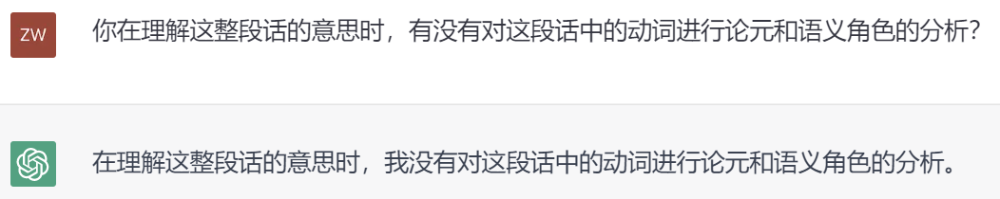 ZW
你在理解这整段话的意思时，有没有对这段话中的动词进行论元和语义角色的分析？
在理解这整段话的意思时，我没有对这段话中的动词进行论元和语义角色的分析。